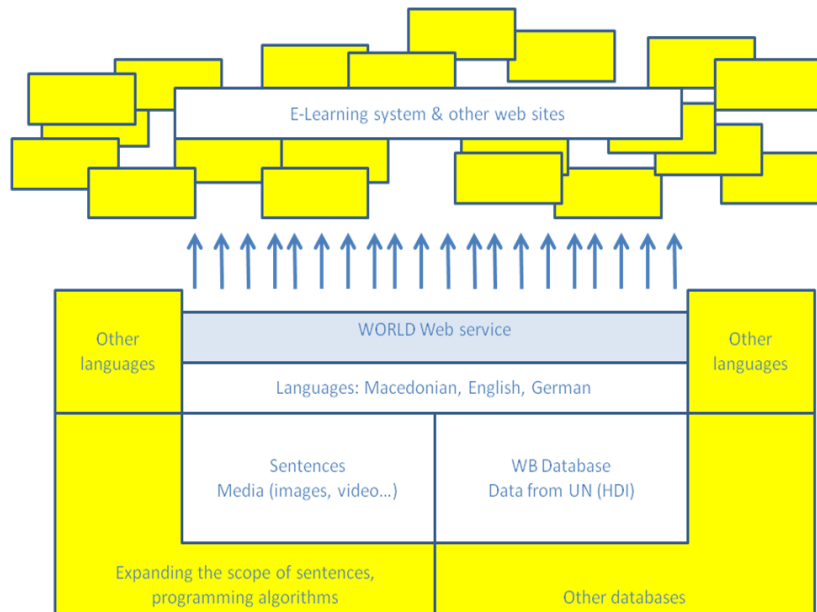 E-Learning system & other web sites
Other
languages
WORLD Web service
Other
languages
Languages: Macedonian, English, German
Sentences
Media (images, video...)
WB Database
Data from UN (HDI)
Expanding the scope of sentences,
programming algorithms
Other databases